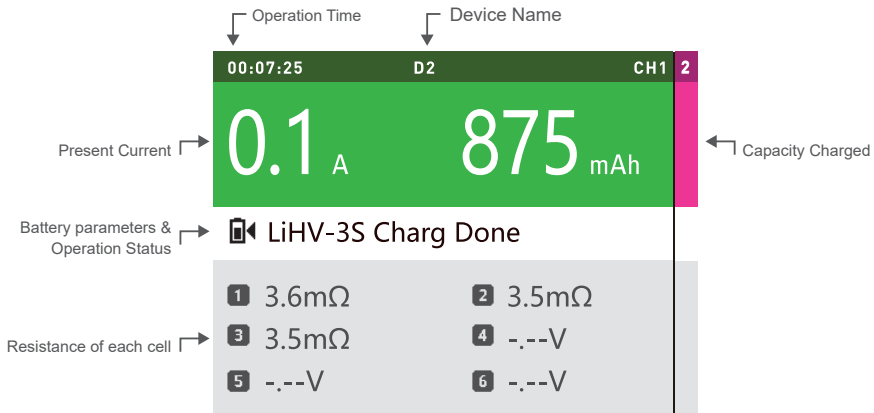 Operation Time
Device Name
00:07:25 D2 CH1 2
Present Current
0.1 A 875 mAh
Capacity Charged
Battery parameters &
Operation Status
LiHV-3S Charg Done
1 3.6mΩ 2 3.5mΩ
Resistance of each cell
3 3.5mΩ 4 -.--V
5 -.--V 6 -.--V